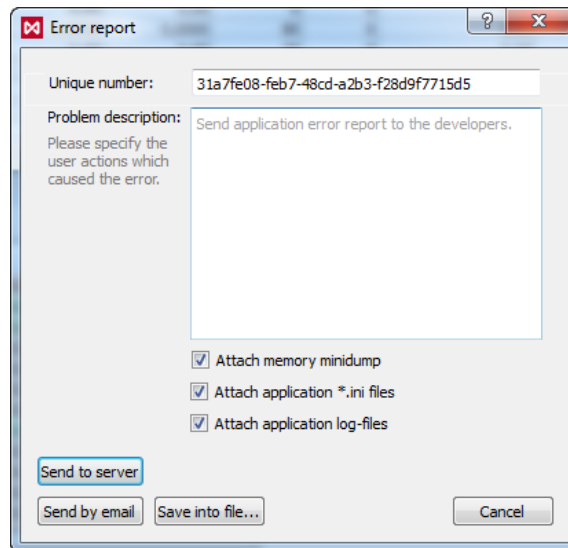 Error report
Unique number: 31a7fe08-feb7-48cd-a2b3-f28d9f7715d5
Problem description: Send application error report to the developers.
Please specify the
user actions which
caused the error.
Attach memory minidump
Attach application *.ini files
Attach application log-files
Send to server
Send by email Save into file... Cancel